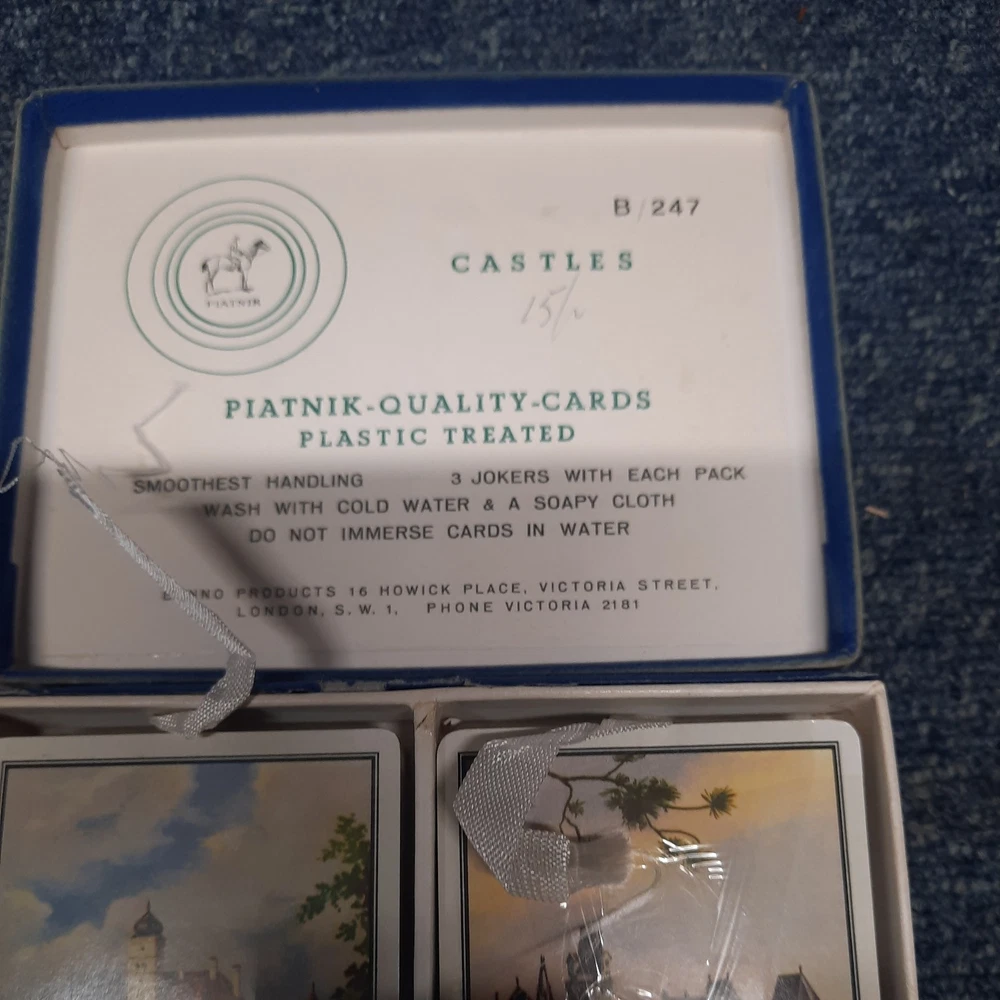 B/247
CASTLES
15/
PIATNIK
PIATNIK-QUALITY-CARDS
PLASTIC TREATED
SMOOTHEST HANDLING 3 JOKERS WITH EACH PACK
WASH WITH COLD WATER & A SOAPY CLOTH
DO NOT IMMERSE CARDS IN WATER
PRODUCTS 16 HOWICK PLACE, VICTORIA STREET,
LONDON, S. W. 1. PHONE VICTORIA 2181